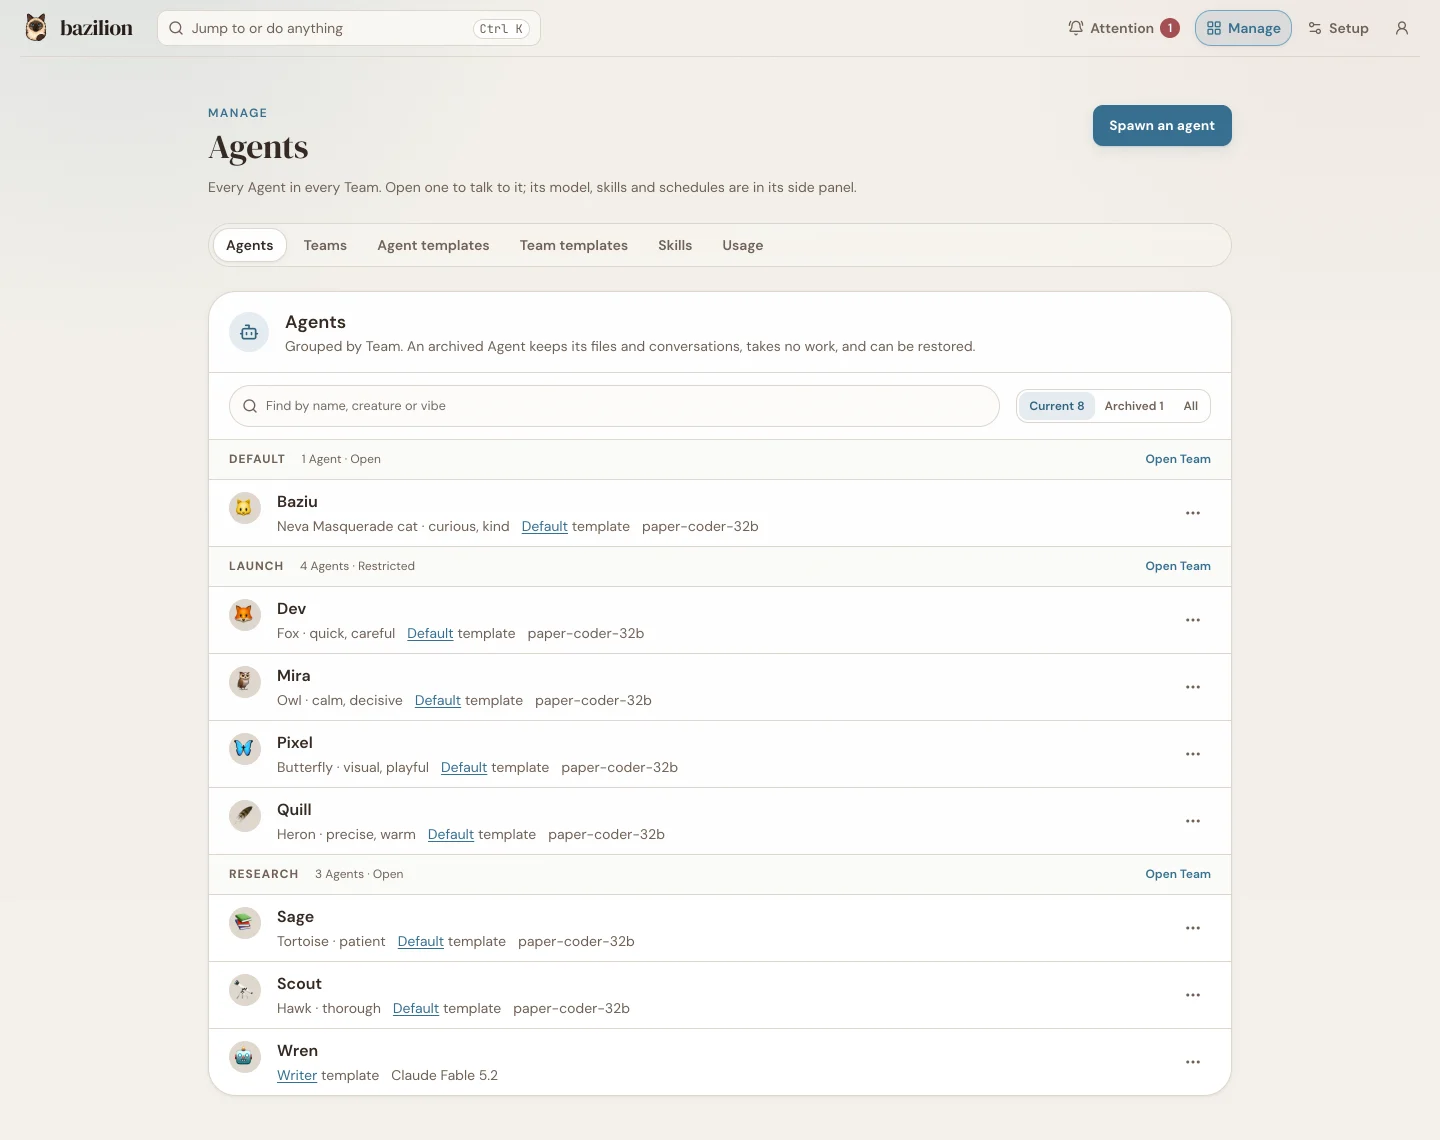 bazilion
Jump to or do anything
Ctrl K
Attention 1
Manage
Setup
MANAGE
Agents
Spawn an agent
Every Agent in every Team. Open one to talk to it; its model, skills and schedules are in its side panel.
Agents
Teams
Agent templates
Team templates
Skills
Usage
Agents
Grouped by Team. An archived Agent keeps its files and conversations, takes no work, and can be restored.
Find by name, creature or vibe
Current 8
Archived 1
All
DEFAULT 1 Agent · Open
Open Team
Baziu
Neva Masquerade cat · curious, kind Default template paper-coder-32b
LAUNCH 4 Agents · Restricted
Open Team
Dev
Fox · quick, careful Default template paper-coder-32b
Mira
Owl · calm, decisive Default template paper-coder-32b
Pixel
Butterfly · visual, playful Default template paper-coder-32b
Quill
Heron · precise, warm Default template paper-coder-32b
RESEARCH 3 Agents · Open
Open Team
Sage
Tortoise · patient Default template paper-coder-32b
Scout
Hawk · thorough Default template paper-coder-32b
Wren
Writer template Claude Fable 5.2